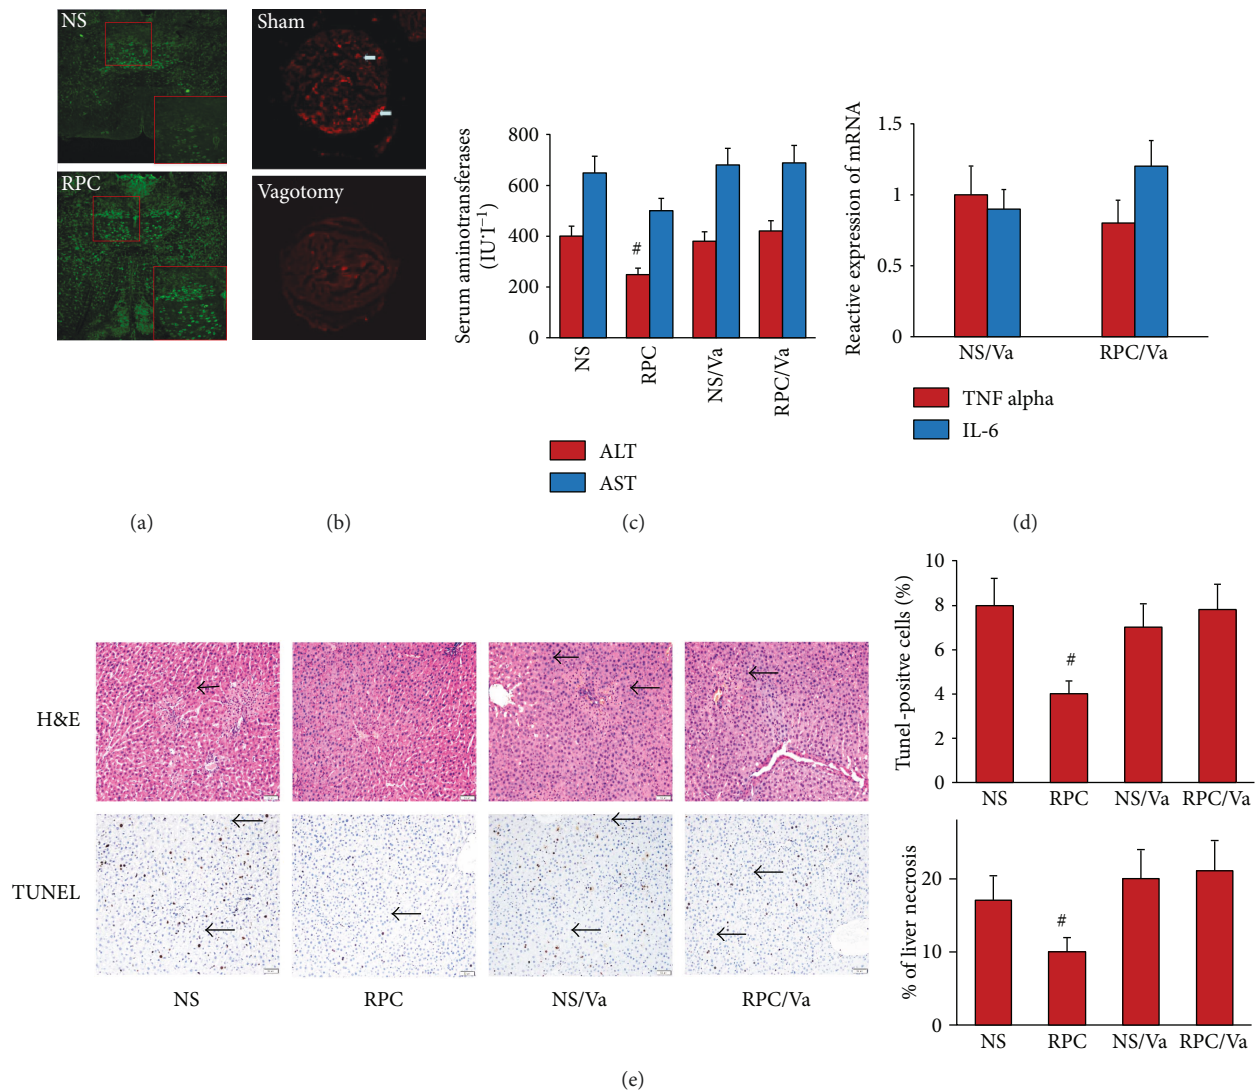 NS
RPC
(a)
Sham
Vagotomy
(b)
Serum aminotransferases
(IU·l−1)
800
600
400
200
0
#
NS
RPC
NS/Va
RPC/Va
ALT
AST
(c)
Reactive expression of mRNA
1.5
1
0.5
0
NS/Va
RPC/Va
TNF alpha
IL-6
(d)
H&E
TUNEL
NS
RPC
NS/Va
RPC/Va
Tunel-positve cells (%)
10
8
6
4
2
0
#
NS
RPC
NS/Va
RPC/Va
% of liver necrosis
20
10
0
#
NS
RPC
NS/Va
RPC/Va
(e)